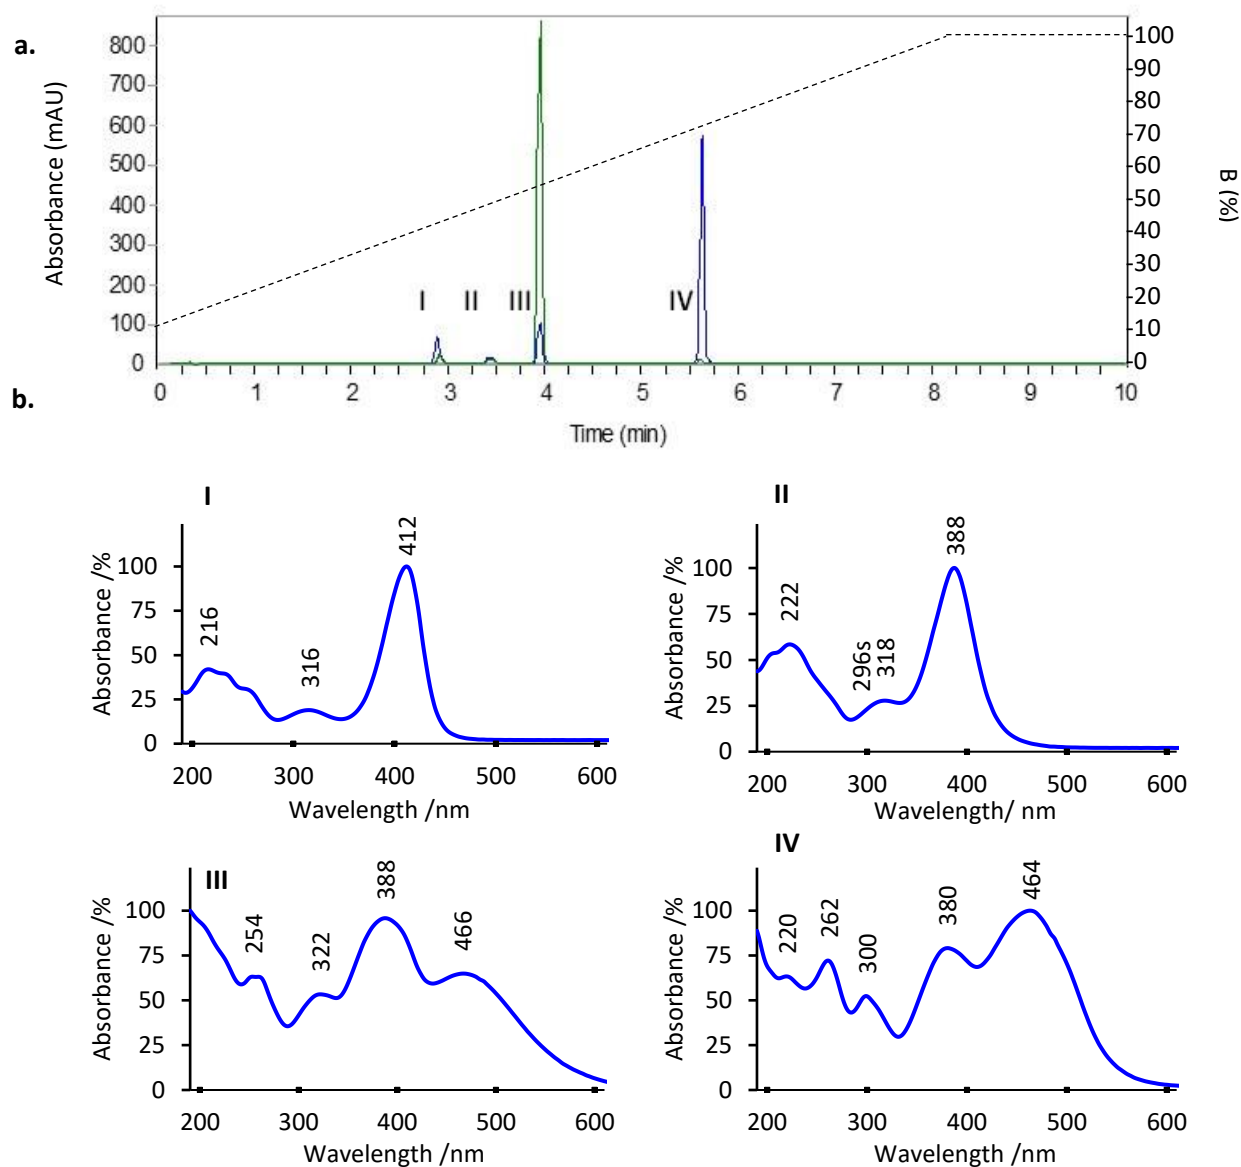 a.
Absorbance (mAU)
800
700
600
500
400
300
200
100
0
I II III IV
100
90
80
70
60
50
40
30
20
10
0
B (%)
0 1 2 3 4 5 6 7 8 9 10
Time (min)
b.
I
Absorbance /%
100
75
50
25
0
216 316 412
200 300 400 500 600
Wavelength /nm
II
Absorbance /%
100
75
50
25
0
222 296s 318 388
200 300 400 500 600
Wavelength/ nm
III
Absorbance /%
100
75
50
25
0
254 322 388 466
200 300 400 500 600
Wavelength /nm
IV
Absorbance /%
100
75
50
25
0
220 262 300 380 464
200 300 400 500 600
Wavelength /nm